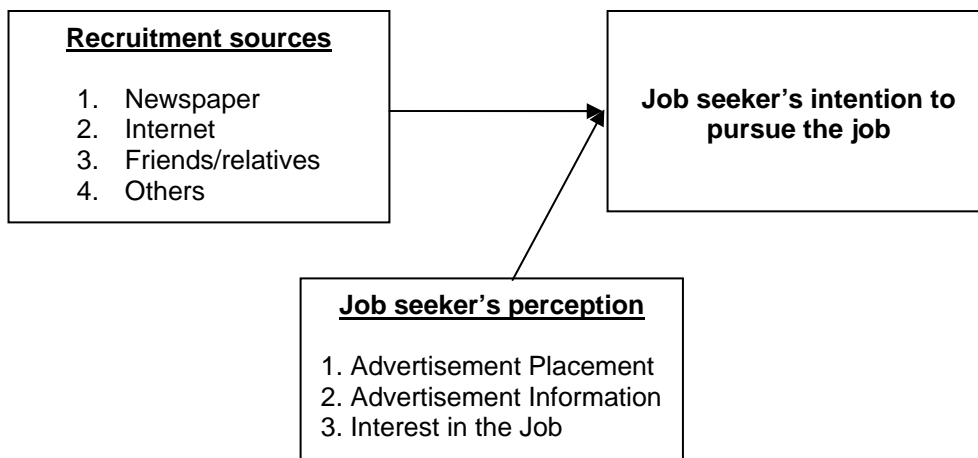 Recruitment sources
1. Newspaper
2. Internet
3. Friends/relatives
4. Others
Job seeker's intention to
pursue the job
Job seeker's perception
1. Advertisement Placement
2. Advertisement Information
3. Interest in the Job